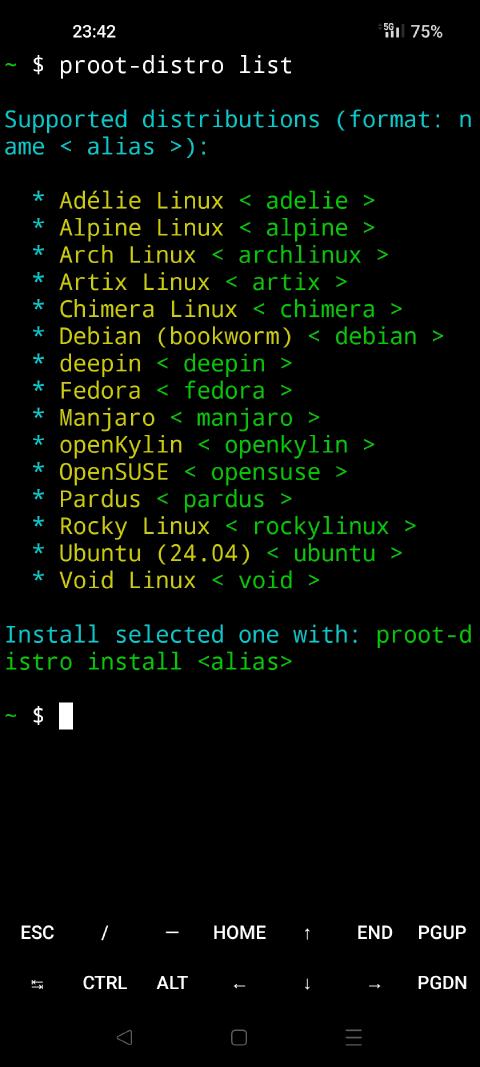 23:42 5G 75%
~ $ proot-distro list
Supported distributions (format: n
ame < alias >):
* Adélie Linux < adelie >
* Alpine Linux < alpine >
* Arch Linux < archlinux >
* Artix Linux < artix >
* Chimera Linux < chimera >
* Debian (bookworm) < debian >
* deepin < deepin >
* Fedora < fedora >
* Manjaro < manjaro >
* openKylin < openkylin >
* OpenSUSE < opensuse >
* Pardus < pardus >
* Rocky Linux < rockylinux >
* Ubuntu (24.04) < ubuntu >
* Void Linux < void >
Install selected one with: proot-d
istro install <alias>
~ $
ESC / — HOME ↑ END PGUP
↹ CTRL ALT ← ↓ → PGDN